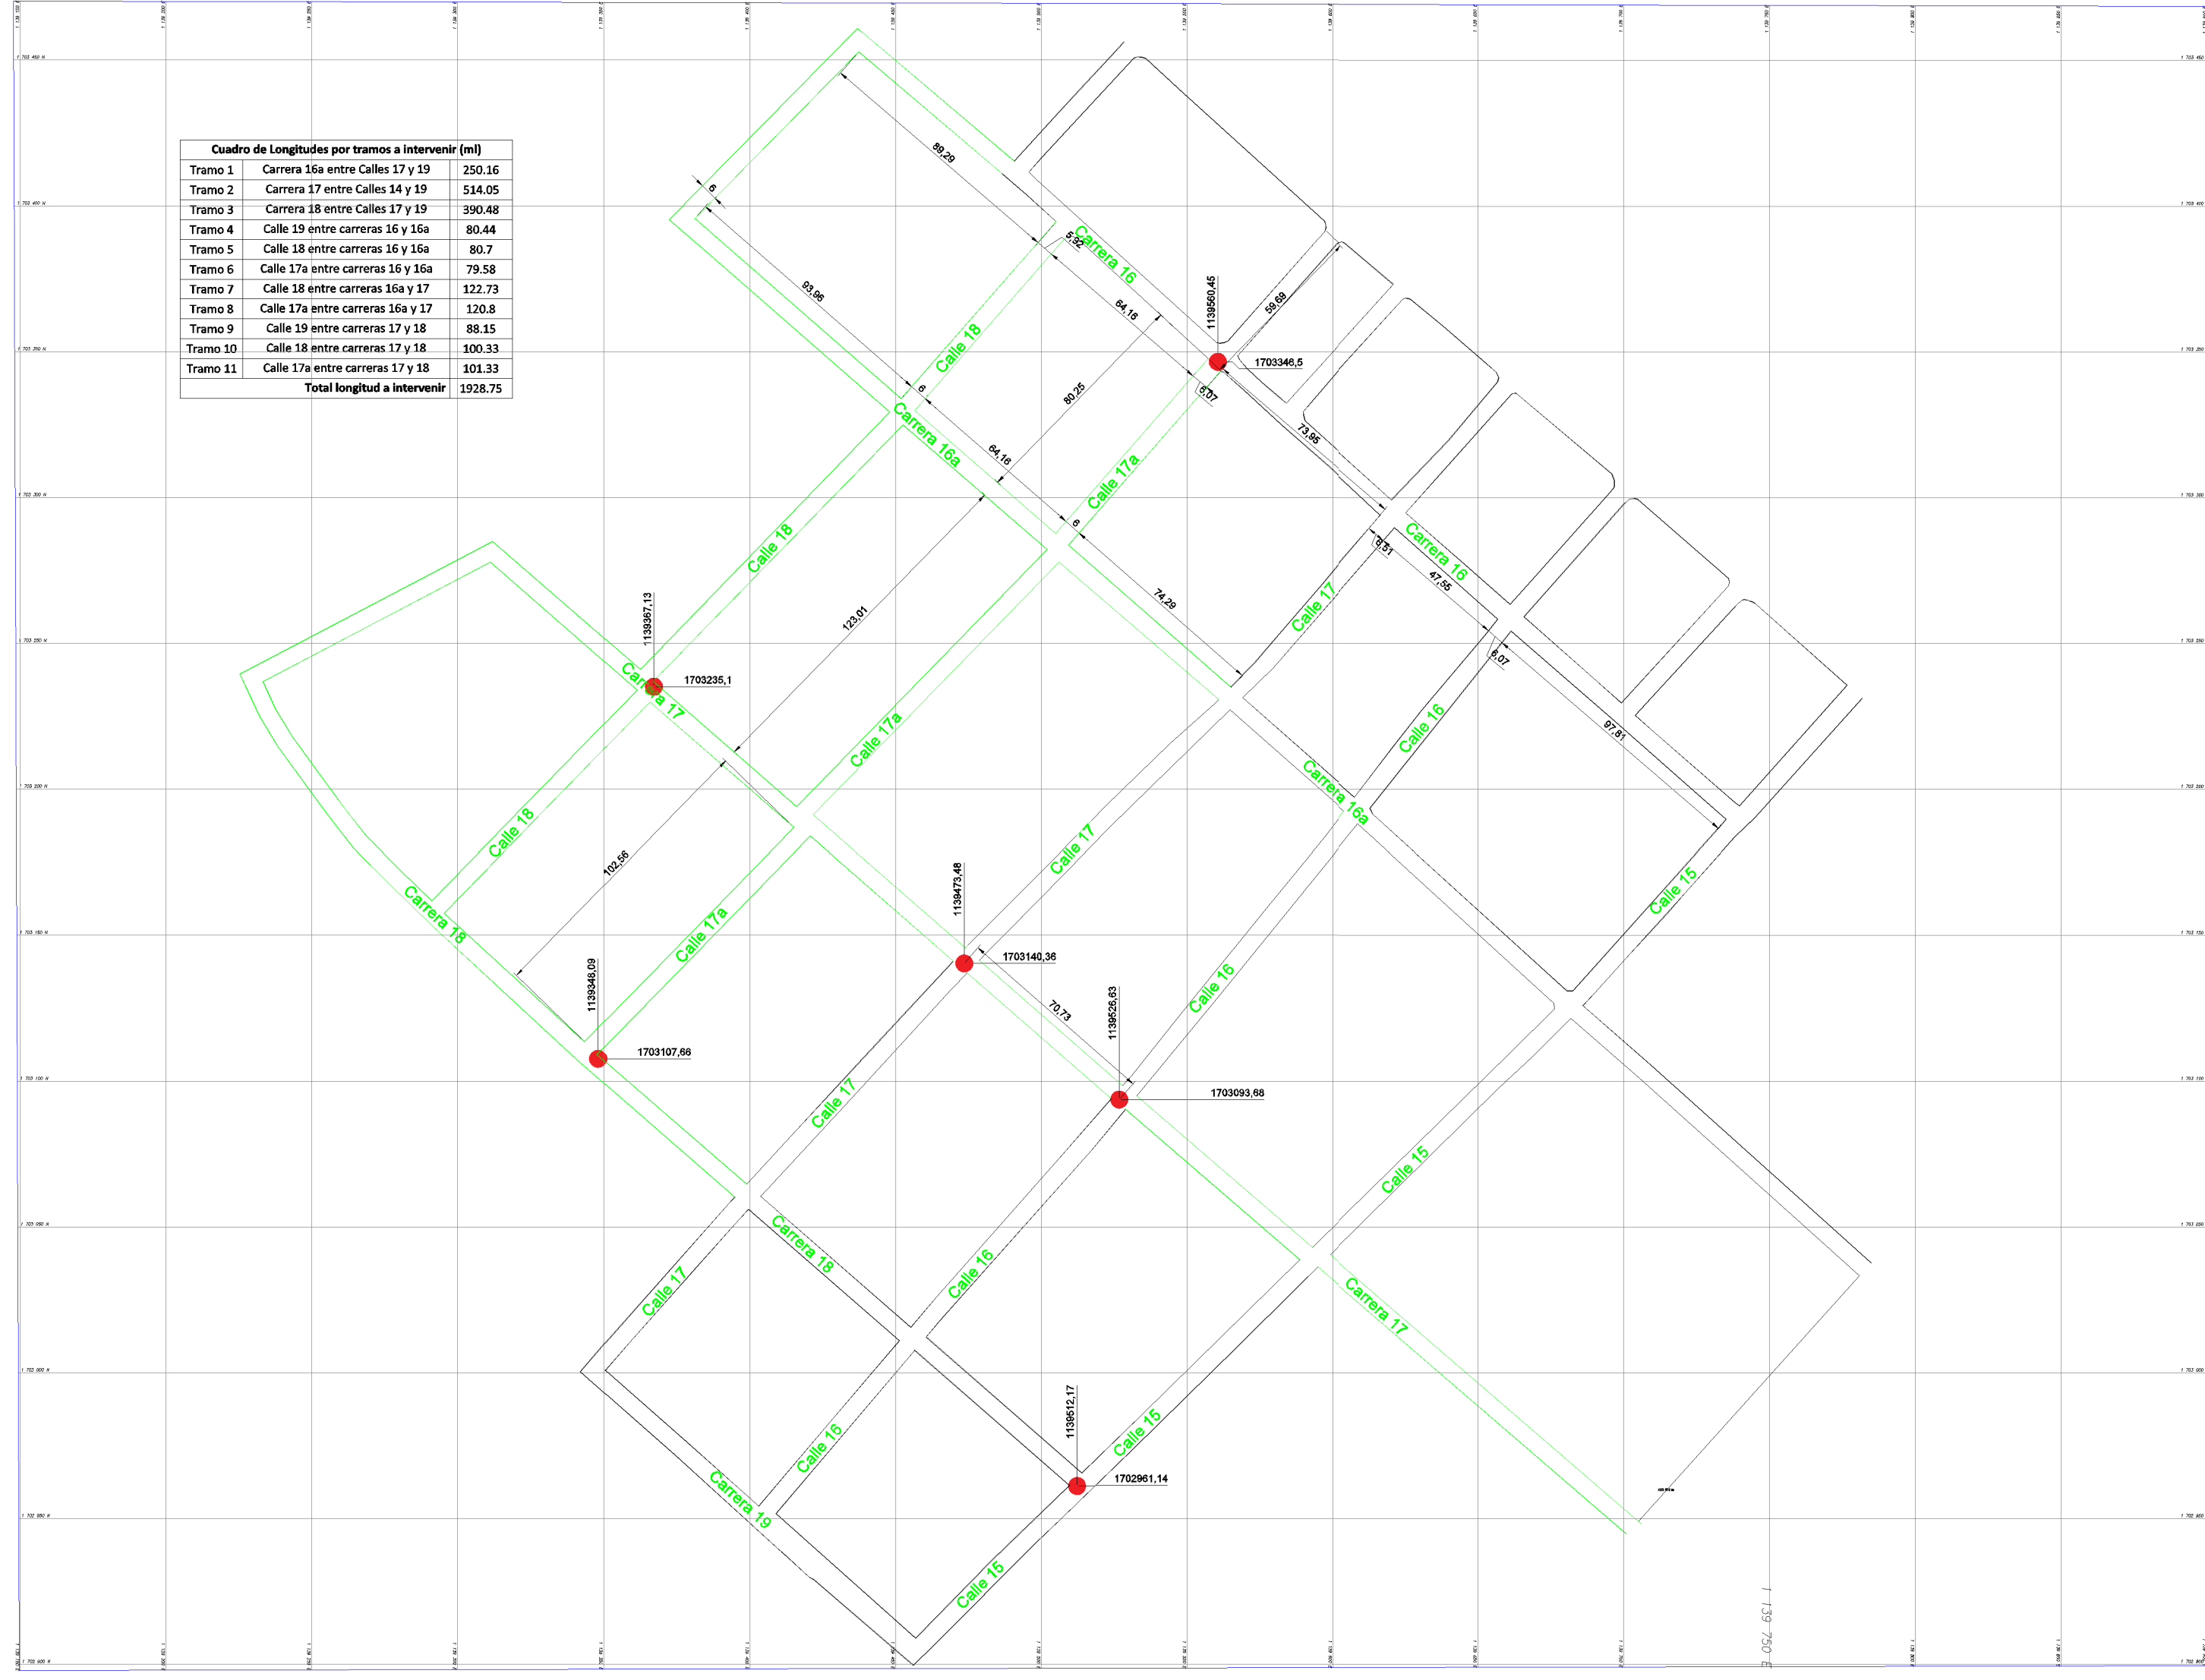 Cuadro de Longitudes por tramos a intervenir (ml)
Tramo 1 Carrera 16a entre Calles 17 y 19 250.16
Tramo 2 Carrera 17 entre Calles 14 y 19 514.05
Tramo 3 Carrera 18 entre Calles 17 y 19 390.48
Tramo 4 Calle 19 entre carreras 16 y 16a 80.44
Tramo 5 Calle 18 entre carreras 16 y 16a 80.7
Tramo 6 Calle 17a entre carreras 16 y 16a 79.58
Tramo 7 Calle 18 entre carreras 16a y 17 122.73
Tramo 8 Calle 17a entre carreras 16a y 17 120.8
Tramo 9 Calle 19 entre carreras 17 y 18 88.15
Tramo 10 Calle 18 entre carreras 17 y 18 100.33
Tramo 11 Calle 17a entre carreras 17 y 18 101.33
Total longitud a intervenir 1928.75
89,29
6
5,92
Carrera 16
93,96
64,16
1139560,45
59,69
1703346,5
Calle 18
6
80,25
6,07
Carrera 16a
73,95
64,16
Calle 17a
6
Calle 18
Carrera 16
6,51
47,55
74,29
Calle 17
1139367,13
123,01
6,07
1703235,1
Carrera 17
Calle 17a
Calle 16
97,81
Carrera 16a
Calle 18
102,56
Calle 17
1139473,48
Calle 15
Carrera 18
Calle 17a
1703140,36
1139348,09
Calle 16
70,73
1139526,63
1703107,66
1703093,68
Calle 17
Calle 15
Carrera 18
Calle 16
Calle 17
Carrera 17
1139512,17
Calle 16
Calle 15
1702961,14
Carrera 19
Calle 15
1 139 750 E